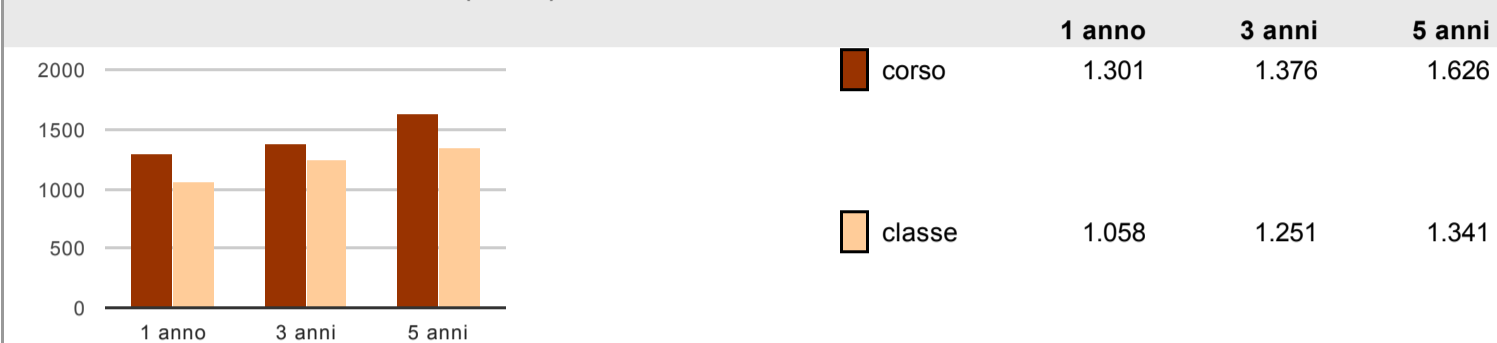 1 anno 3 anni 5 anni
2000
1500
1000
500
0
1 anno 3 anni 5 anni
corso 1.301 1.376 1.626
classe 1.058 1.251 1.341